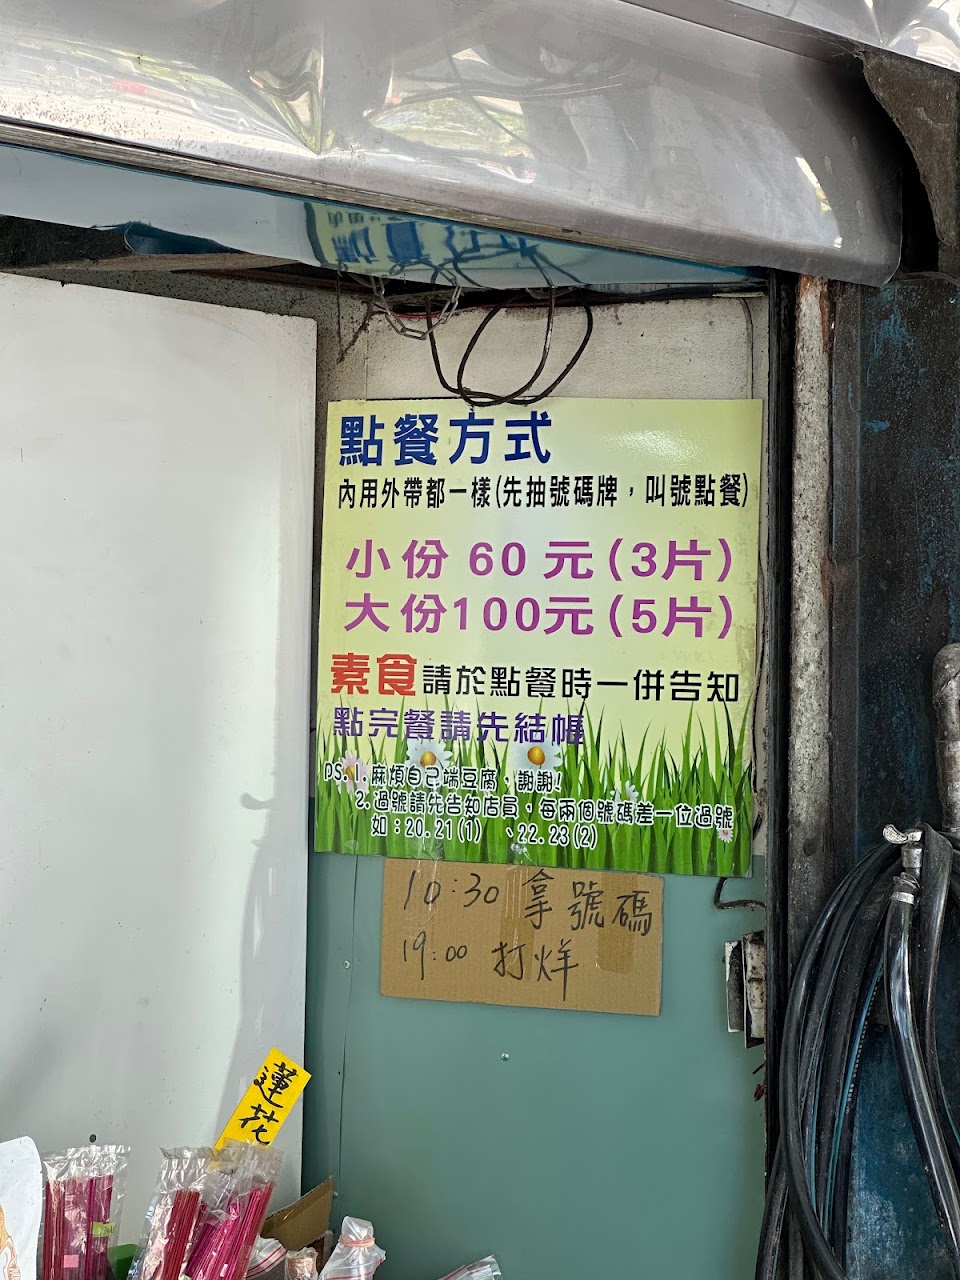 點餐方式
內用外帶都一樣(先抽號碼牌，叫號點餐)
小份 60 元(3片)
大份100元(5片)
素食請於點餐時一併告知
點完餐請先結帳
PS.1.麻煩自己端豆腐，謝謝!
2.過號請先告知店員，每兩個號碼差一位過號
如：20.21(1) 、22.23(2)
10:30 拿號碼
19:00 打烊
蓮花